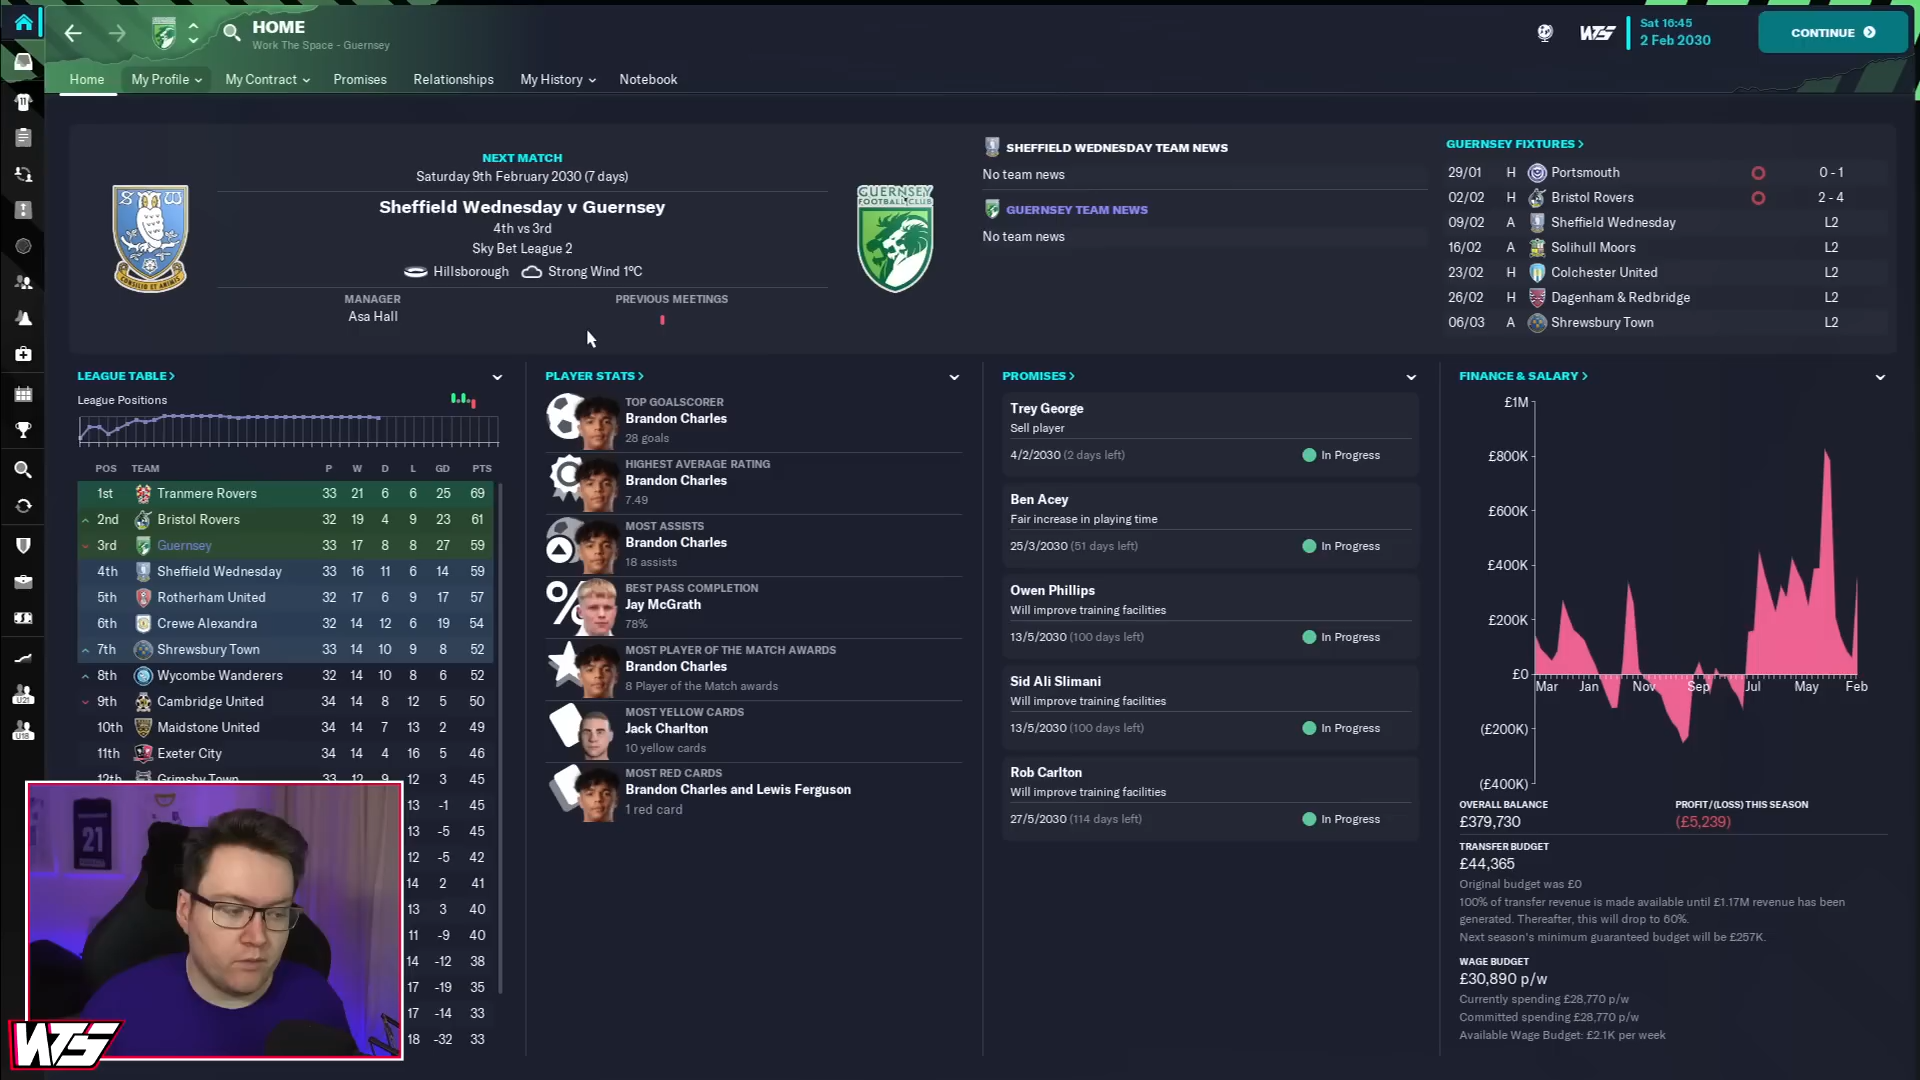 HOME
Work The Space - Guernsey
WTS
Sat 16:45
2 Feb 2030
CONTINUE
Home
My Profile
My Contract
Promises
Relationships
My History
Notebook
NEXT MATCH
Saturday 9th February 2030 (7 days)
Sheffield Wednesday v Guernsey
4th vs 3rd
Sky Bet League 2
Hillsborough
Strong Wind 1°C
MANAGER
Asa Hall
PREVIOUS MEETINGS
GUERNSEY
FOOTBALL CLUB
SHEFFIELD WEDNESDAY TEAM NEWS
No team news
GUERNSEY TEAM NEWS
No team news
GUERNSEY FIXTURES >
29/01 H Portsmouth 0 - 1
02/02 H Bristol Rovers 2 - 4
09/02 A Sheffield Wednesday L2
16/02 A Solihull Moors L2
23/02 H Colchester United L2
26/02 H Dagenham & Redbridge L2
06/03 A Shrewsbury Town L2
LEAGUE TABLE >
League Positions
POS TEAM P W D L GD PTS
1st Tranmere Rovers 33 21 6 6 25 69
2nd Bristol Rovers 32 19 4 9 23 61
3rd Guernsey 33 17 8 8 27 59
4th Sheffield Wednesday 33 16 11 6 14 59
5th Rotherham United 32 17 6 9 17 57
6th Crewe Alexandra 32 14 12 6 19 54
7th Shrewsbury Town 33 14 10 9 8 52
8th Wycombe Wanderers 32 14 10 8 6 52
9th Cambridge United 34 14 8 12 5 50
10th Maidstone United 34 14 7 13 2 49
11th Exeter City 34 14 4 16 5 46
12th Grimsby Town 33 12 9 12 3 45
13 -1 45
13 -5 45
12 -5 42
14 2 41
13 3 40
11 -9 40
14 -12 38
17 -19 35
17 -14 33
18 -32 33
PLAYER STATS >
TOP GOALSCORER
Brandon Charles
28 goals
HIGHEST AVERAGE RATING
Brandon Charles
7.49
MOST ASSISTS
Brandon Charles
18 assists
BEST PASS COMPLETION
Jay McGrath
78%
MOST PLAYER OF THE MATCH AWARDS
Brandon Charles
8 Player of the Match awards
MOST YELLOW CARDS
Jack Charlton
10 yellow cards
MOST RED CARDS
Brandon Charles and Lewis Ferguson
1 red card
PROMISES >
Trey George
Sell player
4/2/2030 (2 days left) In Progress
Ben Acey
Fair increase in playing time
25/3/2030 (51 days left) In Progress
Owen Phillips
Will improve training facilities
13/5/2030 (100 days left) In Progress
Sid Ali Slimani
Will improve training facilities
13/5/2030 (100 days left) In Progress
Rob Carlton
Will improve training facilities
27/5/2030 (114 days left) In Progress
FINANCE & SALARY >
£1M
£800K
£600K
£400K
£200K
£0
(£200K)
(£400K)
Mar Jan Nov Sep Jul May Feb
OVERALL BALANCE
£379,730
PROFIT/(LOSS) THIS SEASON
(£5,239)
TRANSFER BUDGET
£44,365
Original budget was £0
100% of transfer revenue is made available until £1.17M revenue has been
generated. Thereafter, this will drop to 60%.
Next season's minimum guaranteed budget will be £257K.
WAGE BUDGET
£30,890 p/w
Currently spending £28,770 p/w
Committed spending £28,770 p/w
Available Wage Budget: £2.1K per week
11
U21
U18
21
WTS